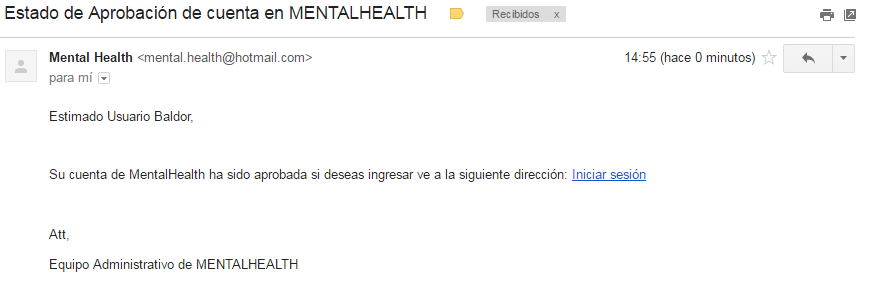 Estado de Aprobación de cuenta en MENTALHEALTH Recibidos x
Mental Health <mental.health@hotmail.com> 14:55 (hace 0 minutos)
para mí
Estimado Usuario Baldor,
Su cuenta de MentalHealth ha sido aprobada si deseas ingresar ve a la siguiente dirección: Iniciar sesión
Att,
Equipo Administrativo de MENTALHEALTH